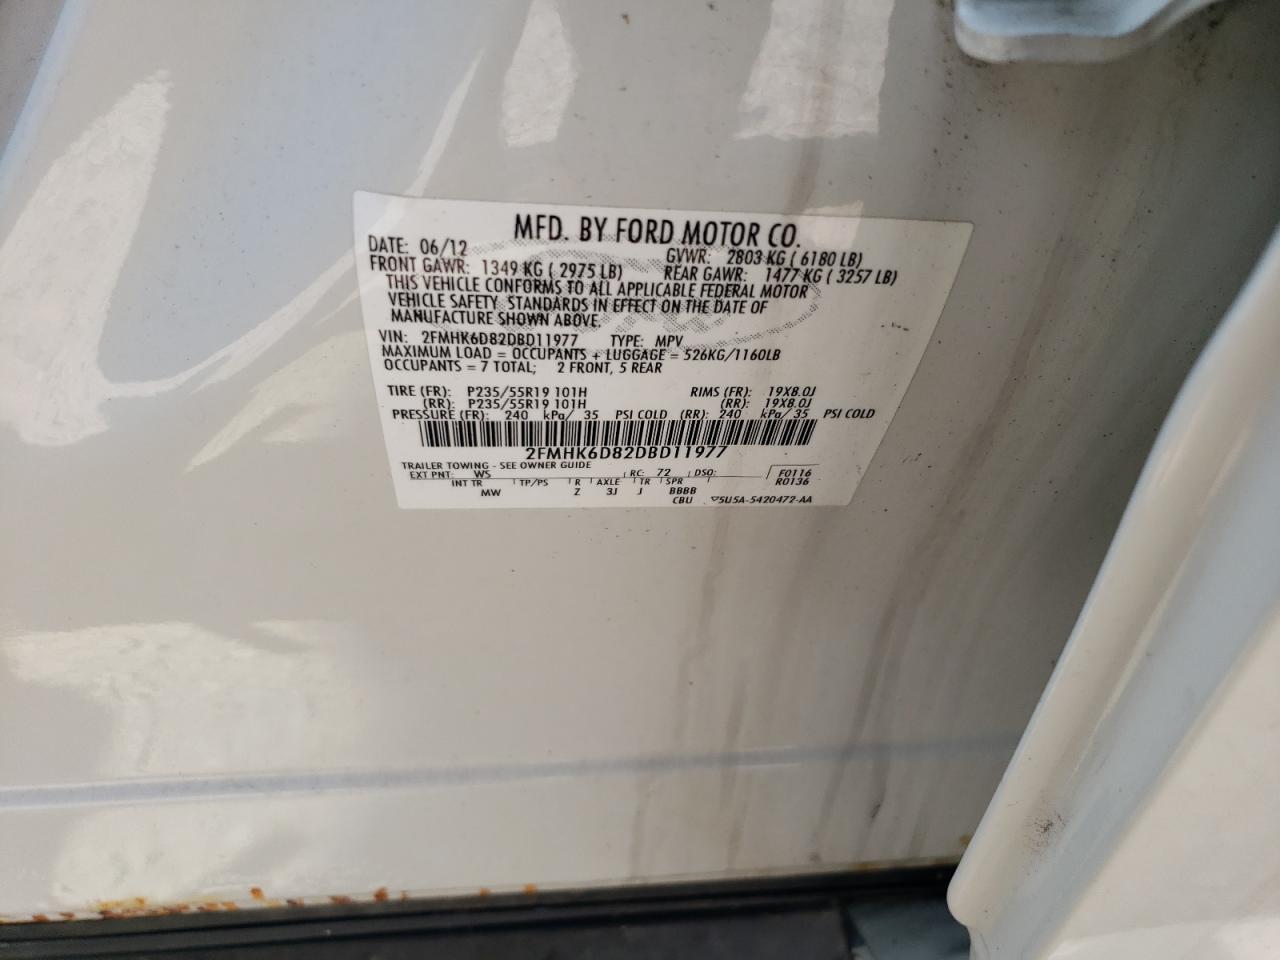 MFD. BY FORD MOTOR CO.
DATE: 06/12 GVWR: 2803 KG ( 6180 LB)
FRONT GAWR: 1349 KG ( 2975 LB) REAR GAWR: 1477 KG ( 3257 LB)
THIS VEHICLE CONFORMS TO ALL APPLICABLE FEDERAL MOTOR
VEHICLE SAFETY STANDARDS IN EFFECT ON THE DATE OF
MANUFACTURE SHOWN ABOVE.
VIN: 2FMHK6D82DBD11977 TYPE: MPV
MAXIMUM LOAD = OCCUPANTS + LUGGAGE = 526KG/1160LB
OCCUPANTS = 7 TOTAL; 2 FRONT, 5 REAR
TIRE (FR): P235/55R19 101H RIMS (FR): 19X8.0J
(RR): P235/55R19 101H (RR): 19X8.0J
PRESSURE (FR): 240 kPa/ 35 PSI COLD (RR): 240 kPa/ 35 PSI COLD
2FMHK6D82DBD11977
TRAILER TOWING - SEE OWNER GUIDE
EXT PNT: WS RC: 72 DSO: F0116
INT TR TP/PS R AXLE TR SPR R0136
MW Z 3J J BBBB
CBU 5U5A-5420472-AA